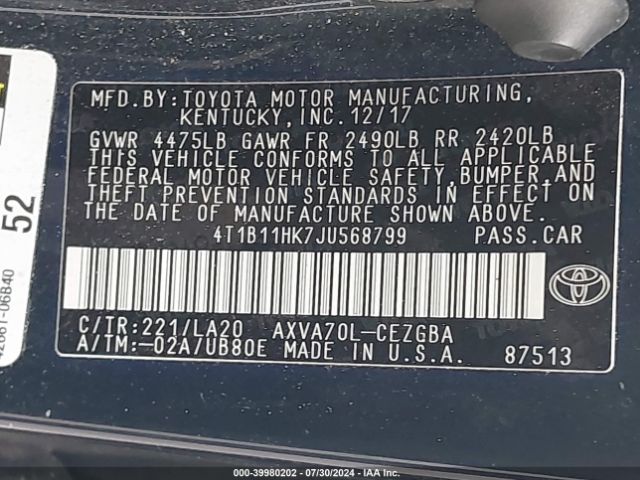 MFD.BY:TOYOTA MOTOR MANUFACTURING,
KENTUCKY, INC. 12/17
GVWR 4475LB GAWR FR 2490LB RR 2420LB
THIS VEHICLE CONFORMS TO ALL APPLICABLE
FEDERAL MOTOR VEHICLE SAFETY, BUMPER, AND
THEFT PREVENTION STANDARDS IN EFFECT ON
THE DATE OF MANUFACTURE SHOWN ABOVE.
4T1B11HK7JU568799 PASS.CAR
C/TR:221/LA20 AXVA70L-CEZGBA
A/TM:-02A/UB80E MADE IN U.S.A. 87513
52
42661-06B40
000-39980202 - 07/30/2024 - IAA Inc.